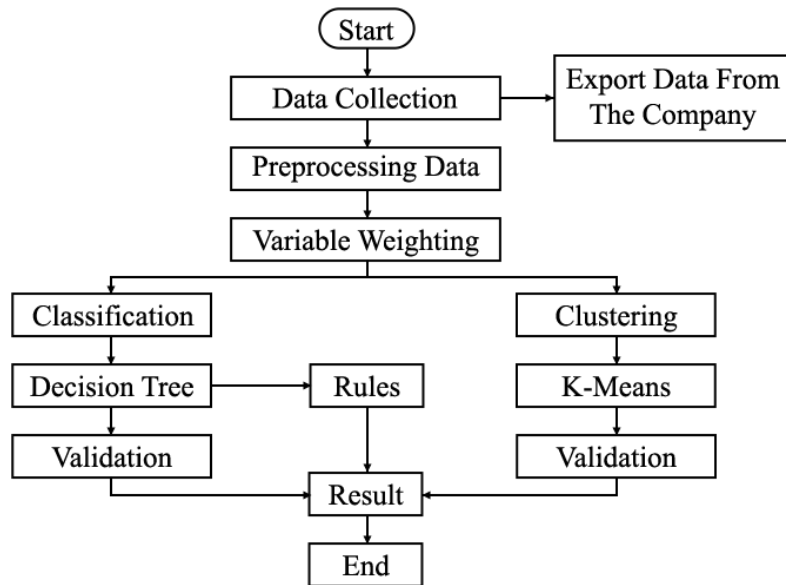 Start
Data Collection
Export Data From
The Company
Preprocessing Data
Variable Weighting
Classification
Clustering
Decision Tree
Rules
K-Means
Validation
Validation
Result
End